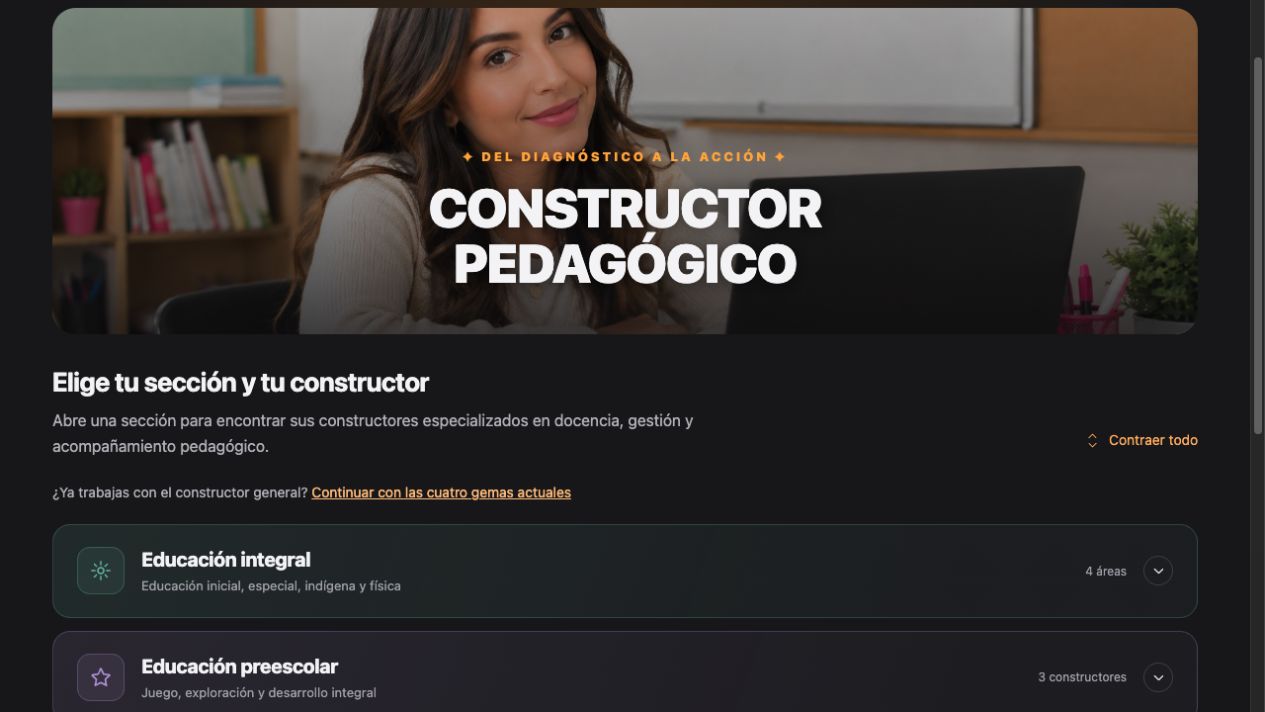 ✦ DEL DIAGNÓSTICO A LA ACCIÓN ✦
CONSTRUCTOR
PEDAGÓGICO
Elige tu sección y tu constructor
Abre una sección para encontrar sus constructores especializados en docencia, gestión y
acompañamiento pedagógico.
Contraer todo
¿Ya trabajas con el constructor general? Continuar con las cuatro gemas actuales
Educación integral
Educación inicial, especial, indígena y física
4 áreas
Educación preescolar
Juego, exploración y desarrollo integral
3 constructores